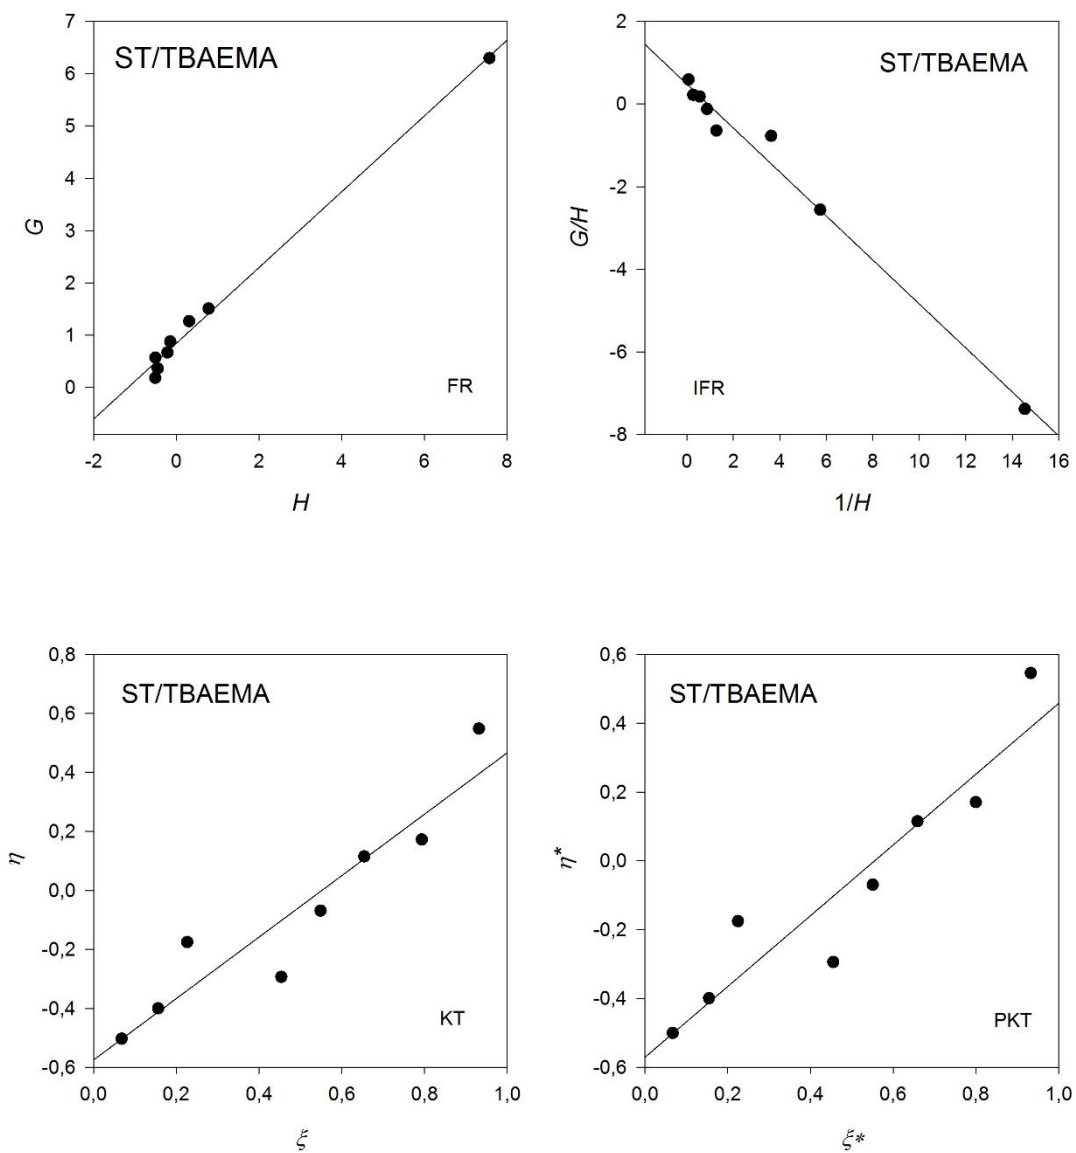 ST/TBAEMA
7
6
5
4
3
2
1
0
G
FR
-2 0 2 4 6 8
H
ST/TBAEMA
2
0
-2
-4
-6
-8
G/H
IFR
0 2 4 6 8 10 12 14 16
1/H
ST/TBAEMA
0,8
0,6
0,4
0,2
0,0
-0,2
-0,4
-0,6
η
KT
0,0 0,2 0,4 0,6 0,8 1,0
ξ
ST/TBAEMA
0,6
0,4
0,2
0,0
-0,2
-0,4
-0,6
η*
PKT
0,0 0,2 0,4 0,6 0,8 1,0
ξ*